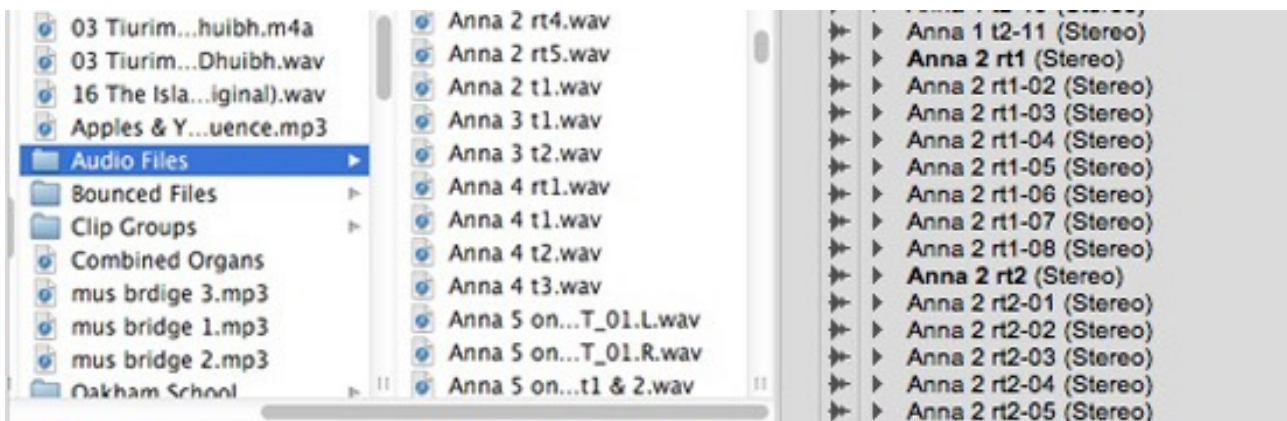 03 Tiurim...huibh.m4a
03 Tiurim...Dhuibh.wav
16 The Isla...iginal).wav
Apples & Y...uence.mp3
Audio Files
Bounced Files
Clip Groups
Combined Organs
mus brdige 3.mp3
mus bridge 1.mp3
mus bridge 2.mp3
Oakham School
Anna 2 rt4.wav
Anna 2 rt5.wav
Anna 2 t1.wav
Anna 3 t1.wav
Anna 3 t2.wav
Anna 4 rt1.wav
Anna 4 t1.wav
Anna 4 t2.wav
Anna 4 t3.wav
Anna 5 on...T_01.L.wav
Anna 5 on...T_01.R.wav
Anna 5 on...t1 & 2.wav
Anna 1 t2-11 (Stereo)
Anna 2 rt1 (Stereo)
Anna 2 rt1-02 (Stereo)
Anna 2 rt1-03 (Stereo)
Anna 2 rt1-04 (Stereo)
Anna 2 rt1-05 (Stereo)
Anna 2 rt1-06 (Stereo)
Anna 2 rt1-07 (Stereo)
Anna 2 rt1-08 (Stereo)
Anna 2 rt2 (Stereo)
Anna 2 rt2-01 (Stereo)
Anna 2 rt2-02 (Stereo)
Anna 2 rt2-03 (Stereo)
Anna 2 rt2-04 (Stereo)
Anna 2 rt2-05 (Stereo)